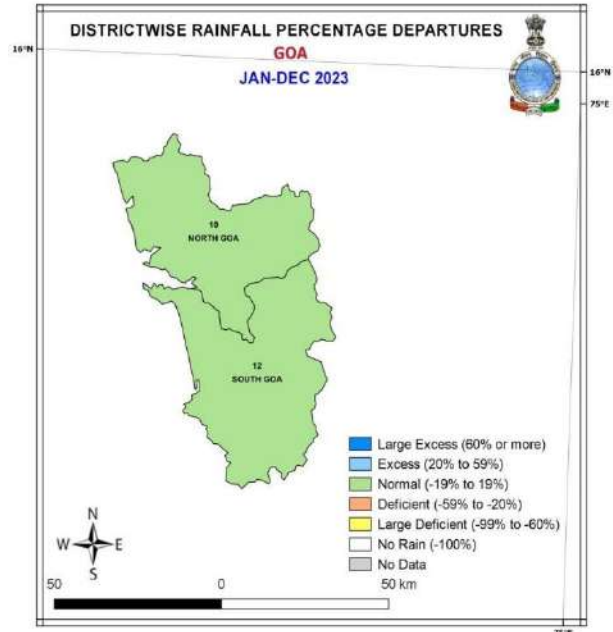 DISTRICTWISE RAINFALL PERCENTAGE DEPARTURES
GOA
JAN-DEC 2023
16°N
16°N
75°E
10
NORTH GOA
12
SOUTH GOA
Large Excess (60% or more)
Excess (20% to 59%)
Normal (-19% to 19%)
Deficient (-59% to -20%)
Large Deficient (-99% to -60%)
No Rain (-100%)
No Data
N
W E
S
50 0 50 km
75°E